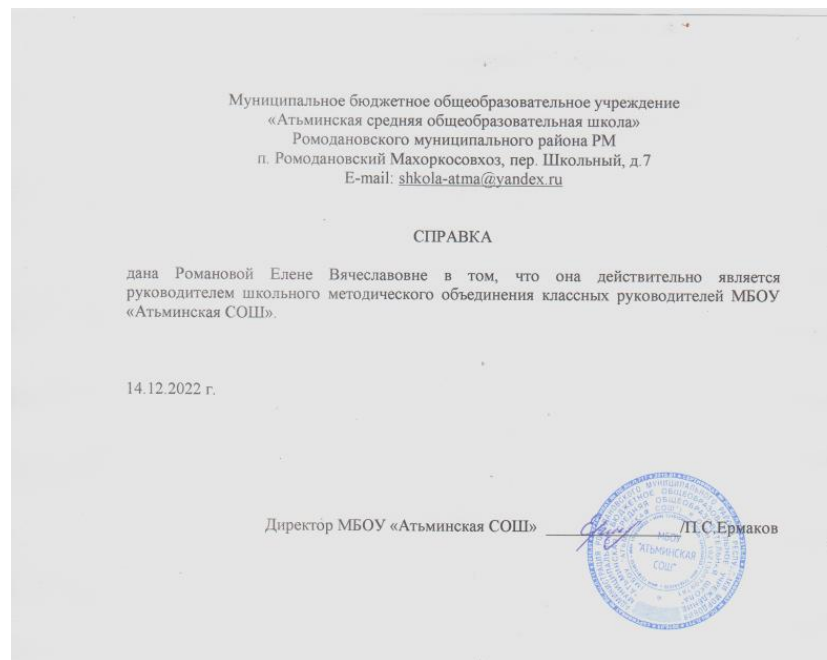 Муниципальное бюджетное общеобразовательное учреждение
«Атьминская средняя общеобразовательная школа»
Ромодановского муниципального района РМ
п. Ромодановский Махоркосовхоз, пер. Школьный, д.7
E-mail: shkola-atma@yandex.ru
СПРАВКА
дана Романовой Елене Вячеславовне в том, что она действительно является
руководителем школьного методического объединения классных руководителей МБОУ
«Атьминская СОШ».
14.12.2022 г.
Директор МБОУ «Атьминская СОШ» /П.С.Ермаков
МБОУ
"АТЬМИНСКАЯ
СОШ"